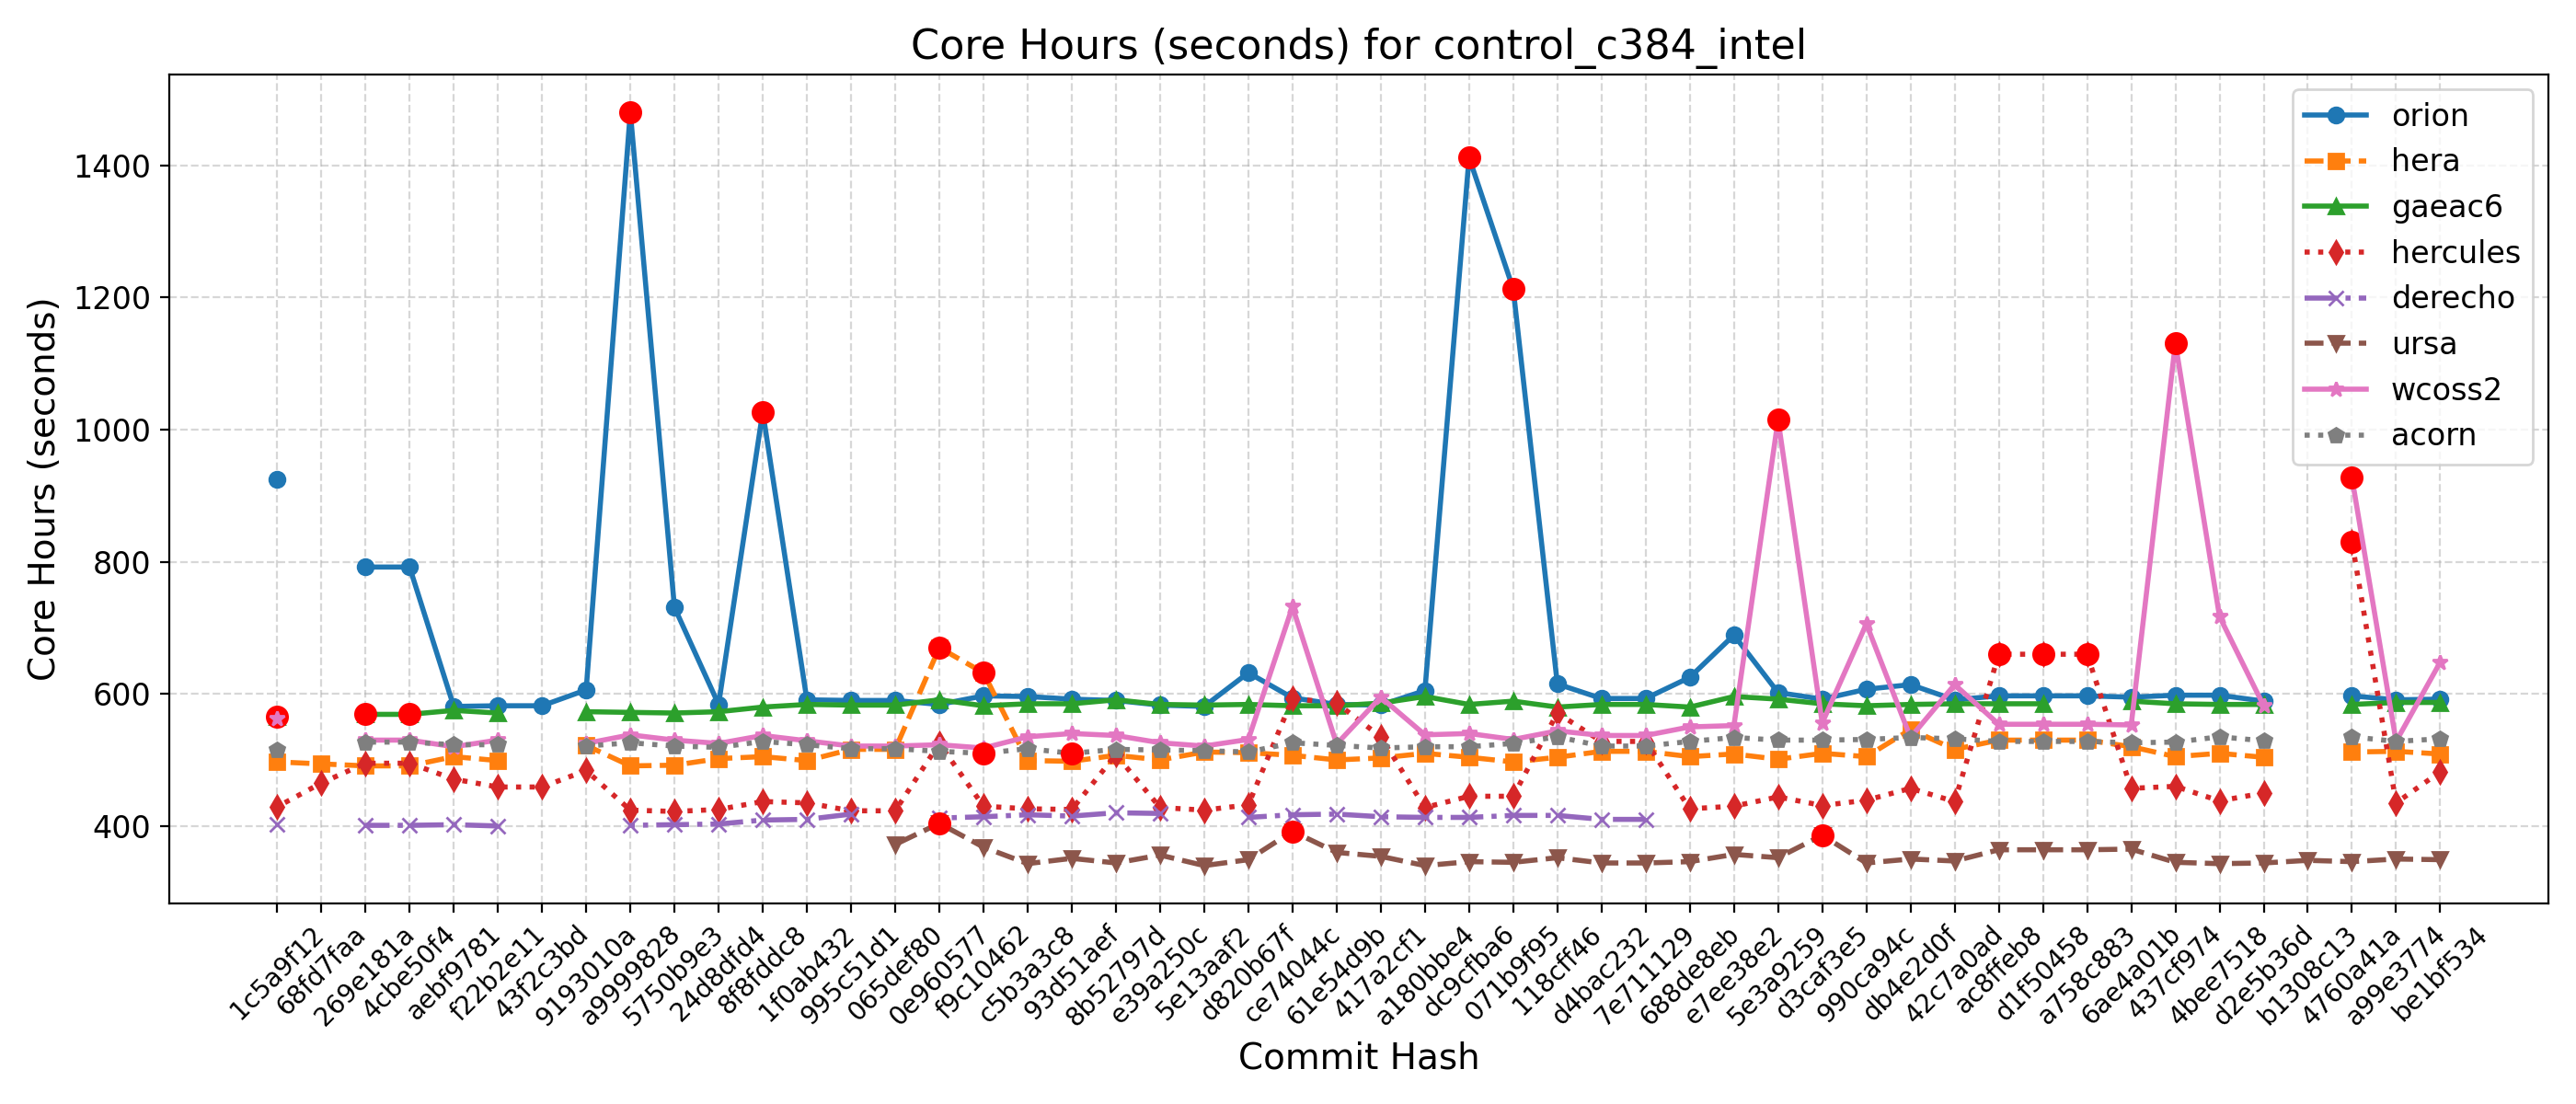 Core Hours (seconds) for control_c384_intel
Core Hours (seconds)
1400
1200
1000
800
600
400
orion
hera
gaeac6
hercules
derecho
ursa
wcoss2
acorn
1c5a9f12
68fd7faa
269e181a
4cbe50f4
aebf9781
f22b2e11
43f2c3bd
9193010a
a9999828
5750b9e3
24d8dfd4
8f8fddc8
1f0ab432
995c51d1
065def80
0e960577
f9c10462
c5b3a3c8
93d51aef
8b52797d
e39a250c
5e13aaf2
d820b67f
ce74044c
61e54d9b
417a2cf1
a180bbe4
dc9cfba6
071b9f95
118cff46
d4bac232
7e711129
688de8eb
e7ee38e2
5e3a9259
d3caf3e5
990ca94c
db4e2d0f
42c7a0ad
ac8ffeb8
d1f50458
a758c883
6ae4a01b
437cf974
4bee7518
d2e5b36d
b1308c13
4760a41a
a99e3774
be1bf534
Commit Hash